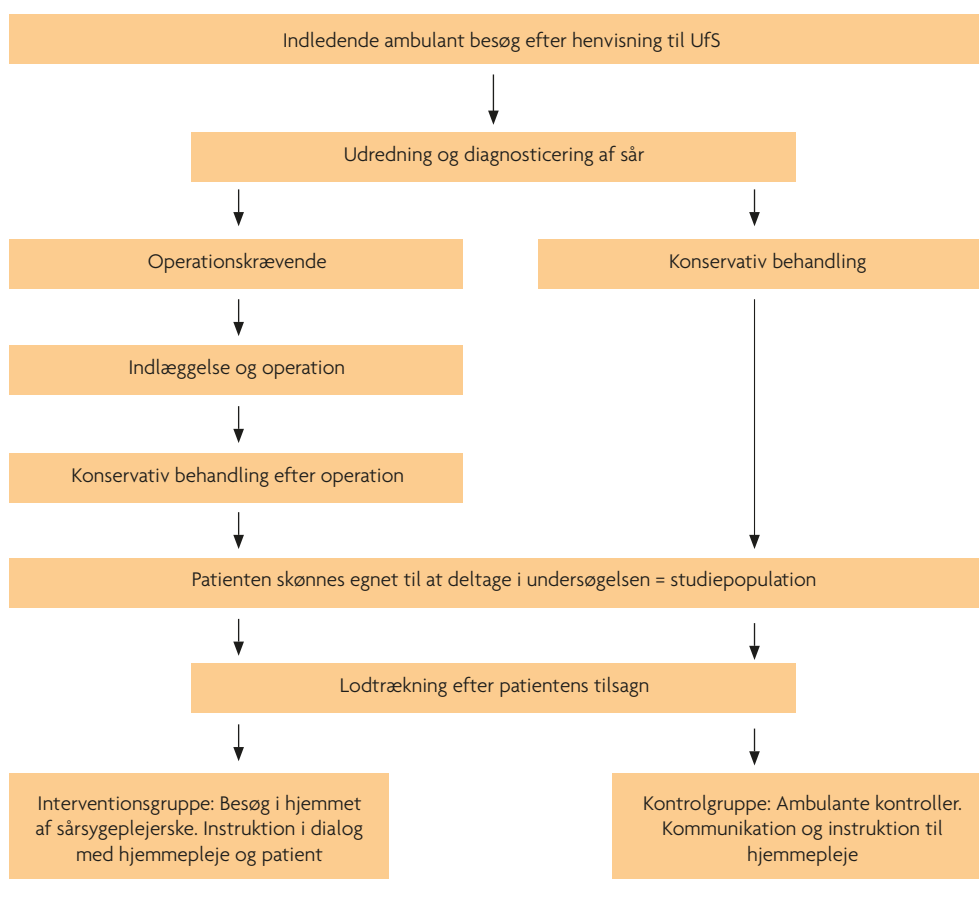 Indledende ambulant besøg efter henvisning til UfS
Udredning og diagnosticering af sår
Operationskrævende
Konservativ behandling
Indlæggelse og operation
Konservativ behandling efter operation
Patienten skønnes egnet til at deltage i undersøgelsen = studiepopulation
Lodtrækning efter patientens tilsagn
Interventionsgruppe: Besøg i hjemmet
af sårsygeplejerske. Instruktion i dialog
med hjemmepleje og patient
Kontrolgruppe: Ambulante kontroller.
Kommunikation og instruktion til
hjemmepleje